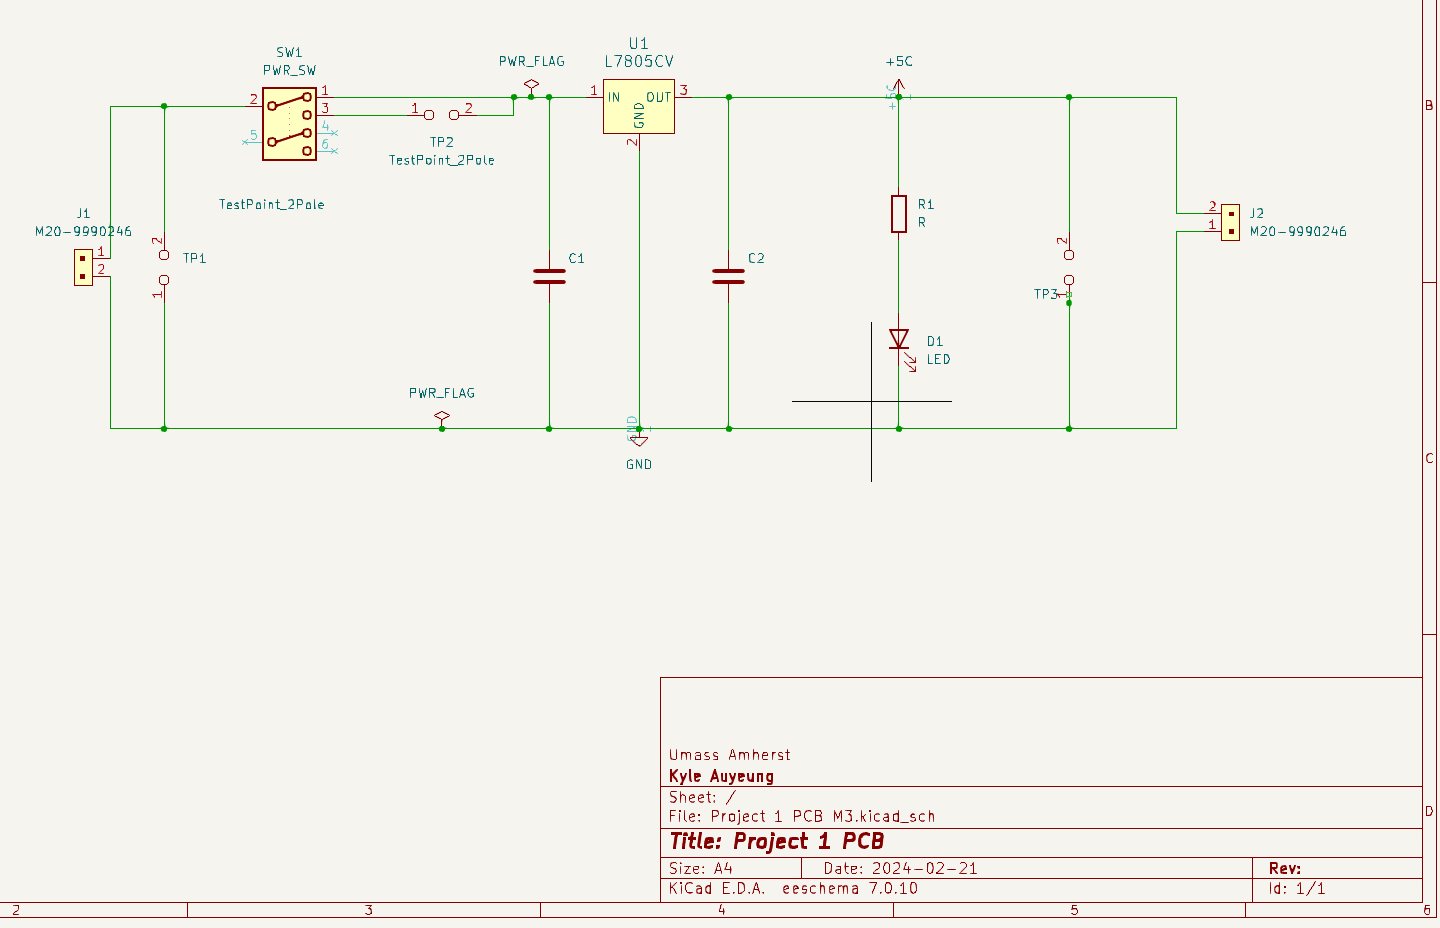 SW1
PWR_SW
2
1
3
4
5
6
1
2
TP2
TestPoint_2Pole
TestPoint_2Pole
PWR_FLAG
U1
L7805CV
1
IN
OUT
3
GND
2
+5C
+5C
1
B
J1
M20-9990246
1
2
2
TP1
1
C1
C2
R1
R
2
TP3
1
2
1
J2
M20-9990246
D1
LED
PWR_FLAG
GND
1
GND
C
Umass Amherst
Kyle Auyeung
Sheet: /
File: Project 1 PCB M3.kicad_sch
D
Title: Project 1 PCB
Size: A4
Date: 2024-02-21
Rev:
KiCad E.D.A. eeschema 7.0.10
Id: 1/1
2
3
4
5
6